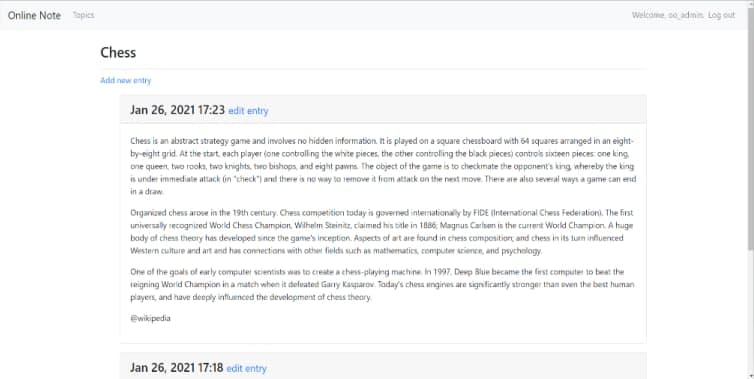 Online Note Topics Welcome, oo_admin. Log out
Chess
Add new entry
Jan 26, 2021 17:23 edit entry
Chess is an abstract strategy game and involves no hidden information. It is played on a square chessboard with 64 squares arranged in an eight-
by-eight grid. At the start, each player (one controlling the white pieces, the other controlling the black pieces) controls sixteen pieces: one king,
one queen, two rooks, two knights, two bishops, and eight pawns. The object of the game is to checkmate the opponent's king, whereby the king
is under immediate attack (in "check") and there is no way to remove it from attack on the next move. There are also several ways a game can end
in a draw.
Organized chess arose in the 19th century. Chess competition today is governed internationally by FIDE (International Chess Federation). The first
universally recognized World Chess Champion, Wilhelm Steinitz, claimed his title in 1886; Magnus Carlsen is the current World Champion. A huge
body of chess theory has developed since the game's inception. Aspects of art are found in chess composition; and chess in its turn influenced
Western culture and art and has connections with other fields such as mathematics, computer science, and psychology.
One of the goals of early computer scientists was to create a chess-playing machine. In 1997, Deep Blue became the first computer to beat the
reigning World Champion in a match when it defeated Garry Kasparov. Today's chess engines are significantly stronger than even the best human
players, and have deeply influenced the development of chess theory.
@wikipedia
Jan 26, 2021 17:18 edit entry